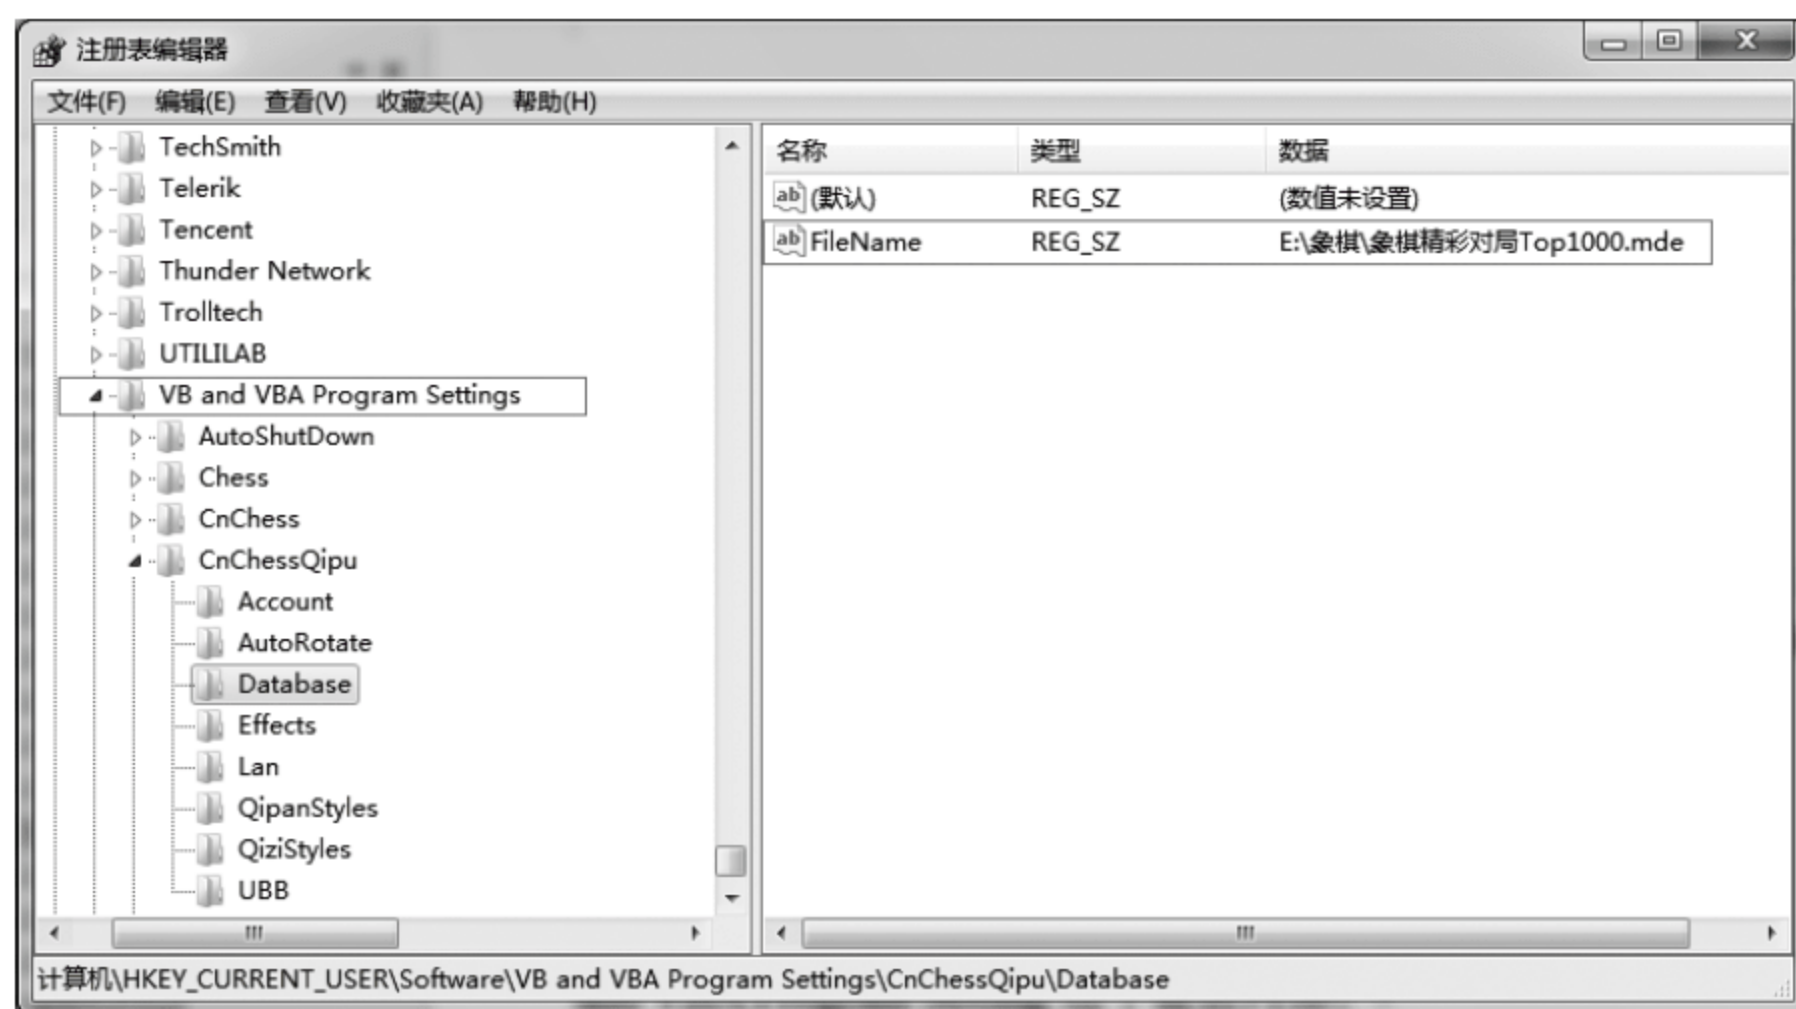 注册表编辑器
文件(F) 编辑(E) 查看(V) 收藏夹(A) 帮助(H)
TechSmith
Telerik
Tencent
Thunder Network
Trolltech
UTILILAB
VB and VBA Program Settings
AutoShutDown
Chess
CnChess
CnChessQipu
Account
AutoRotate
Database
Effects
Lan
QipanStyles
QiziStyles
UBB
名称 类型 数据
ab (默认) REG_SZ (数值未设置)
ab FileName REG_SZ E:\象棋\象棋精彩对局Top1000.mde
计算机\HKEY_CURRENT_USER\Software\VB and VBA Program Settings\CnChessQipu\Database